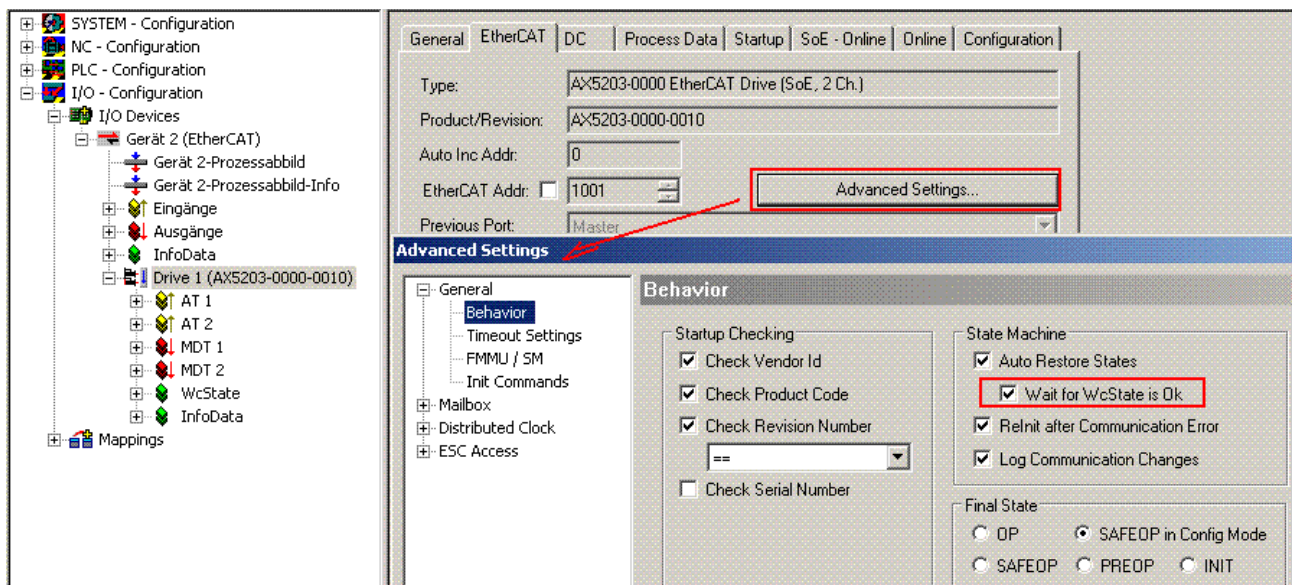 SYSTEM - Configuration
NC - Configuration
PLC - Configuration
I/O - Configuration
I/O Devices
Gerät 2 (EtherCAT)
Gerät 2-Prozessabbild
Gerät 2-Prozessabbild-Info
Eingänge
Ausgänge
InfoData
Drive 1 (AX5203-0000-0010)
AT 1
AT 2
MDT 1
MDT 2
WcState
InfoData
Mappings
General EtherCAT DC Process Data Startup SoE - Online Online Configuration
Type: AX5203-0000 EtherCAT Drive (SoE, 2 Ch.)
Product/Revision: AX5203-0000-0010
Auto Inc Addr: 0
EtherCAT Addr: 1001 Advanced Settings...
Previous Port: Master
Advanced Settings
General
Behavior
Timeout Settings
FMMU / SM
Init Commands
Mailbox
Distributed Clock
ESC Access
Behavior
Startup Checking
Check Vendor Id
Check Product Code
Check Revision Number
==
Check Serial Number
State Machine
Auto Restore States
Wait for WcState is Ok
ReInit after Communication Error
Log Communication Changes
Final State
OP SAFEOP in Config Mode
SAFEOP PREOP INIT